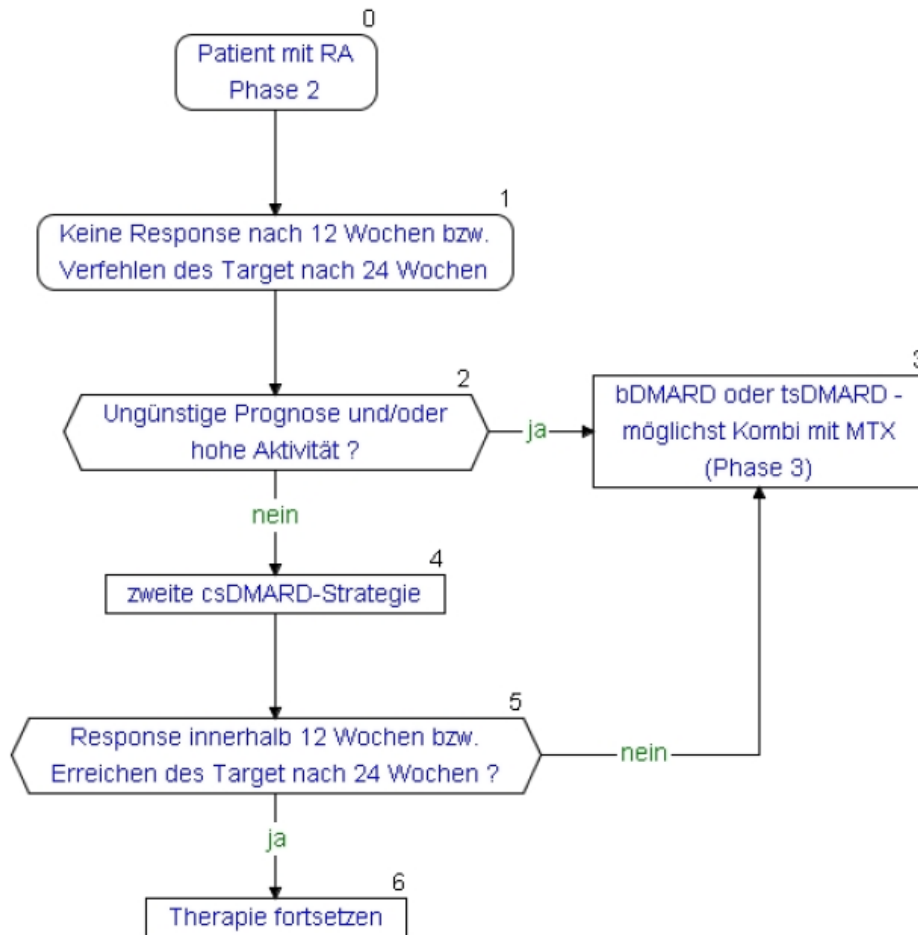 0
Patient mit RA
Phase 2
1
Keine Response nach 12 Wochen bzw.
Verfehlen des Target nach 24 Wochen
2
Ungünstige Prognose und/oder
hohe Aktivität ?
ja
3
bDMARD oder tsDMARD -
möglichst Kombi mit MTX
(Phase 3)
nein
4
zweite csDMARD-Strategie
5
Response innerhalb 12 Wochen bzw.
Erreichen des Target nach 24 Wochen ?
nein
ja
6
Therapie fortsetzen